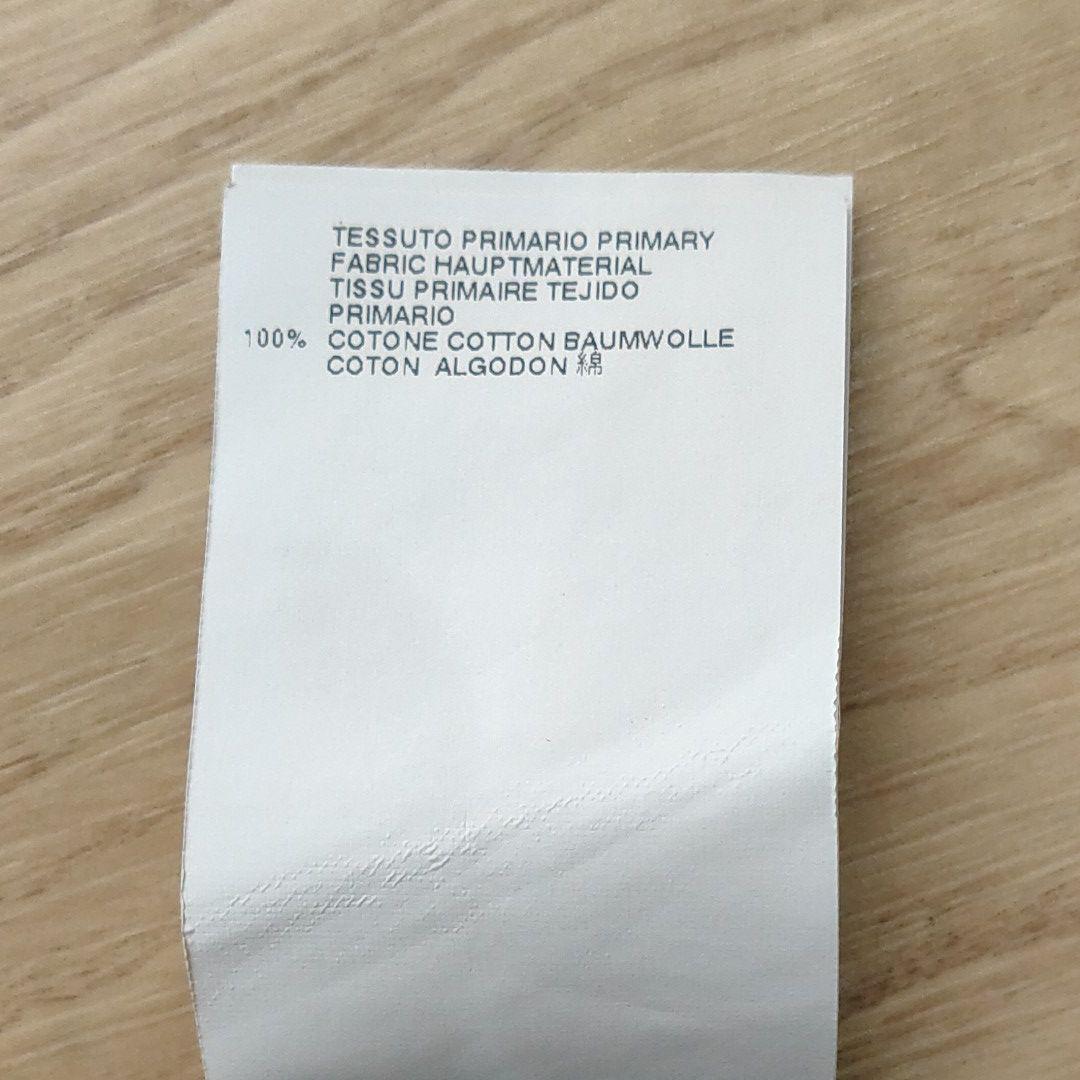 TESSUTO PRIMARIO PRIMARY
FABRIC HAUPTMATERIAL
TISSU PRIMAIRE TEJIDO
PRIMARIO
100% COTONE COTTON BAUMWOLLE
COTON ALGODON 綿